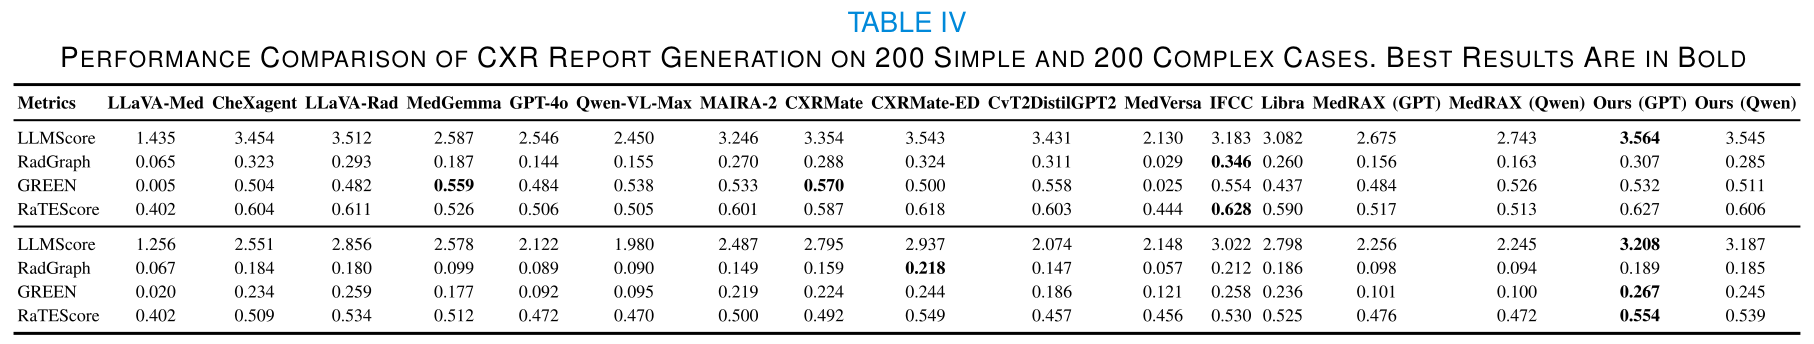 TABLE IV
PERFORMANCE COMPARISON OF CXR REPORT GENERATION ON 200 SIMPLE AND 200 COMPLEX CASES. BEST RESULTS ARE IN BOLD
Metrics LLaVA-Med CheXagent LLaVA-Rad MedGemma GPT-4o Qwen-VL-Max MAIRA-2 CXRMate CXRMate-ED CvT2DistilGPT2 MedVersa IFCC Libra MedRAX (GPT) MedRAX (Qwen) Ours (GPT) Ours (Qwen)
LLMScore 1.435 3.454 3.512 2.587 2.546 2.450 3.246 3.354 3.543 3.431 2.130 3.183 3.082 2.675 2.743 3.564 3.545
RadGraph 0.065 0.323 0.293 0.187 0.144 0.155 0.270 0.288 0.324 0.311 0.029 0.346 0.260 0.156 0.163 0.307 0.285
GREEN 0.005 0.504 0.482 0.559 0.484 0.538 0.533 0.570 0.500 0.558 0.025 0.554 0.437 0.484 0.526 0.532 0.511
RaTEScore 0.402 0.604 0.611 0.526 0.506 0.505 0.601 0.587 0.618 0.603 0.444 0.628 0.590 0.517 0.513 0.627 0.606
LLMScore 1.256 2.551 2.856 2.578 2.122 1.980 2.487 2.795 2.937 2.074 2.148 3.022 2.798 2.256 2.245 3.208 3.187
RadGraph 0.067 0.184 0.180 0.099 0.089 0.090 0.149 0.159 0.218 0.147 0.057 0.212 0.186 0.098 0.094 0.189 0.185
GREEN 0.020 0.234 0.259 0.177 0.092 0.095 0.219 0.224 0.244 0.186 0.121 0.258 0.236 0.101 0.100 0.267 0.245
RaTEScore 0.402 0.509 0.534 0.512 0.472 0.470 0.500 0.492 0.549 0.457 0.456 0.530 0.525 0.476 0.472 0.554 0.539